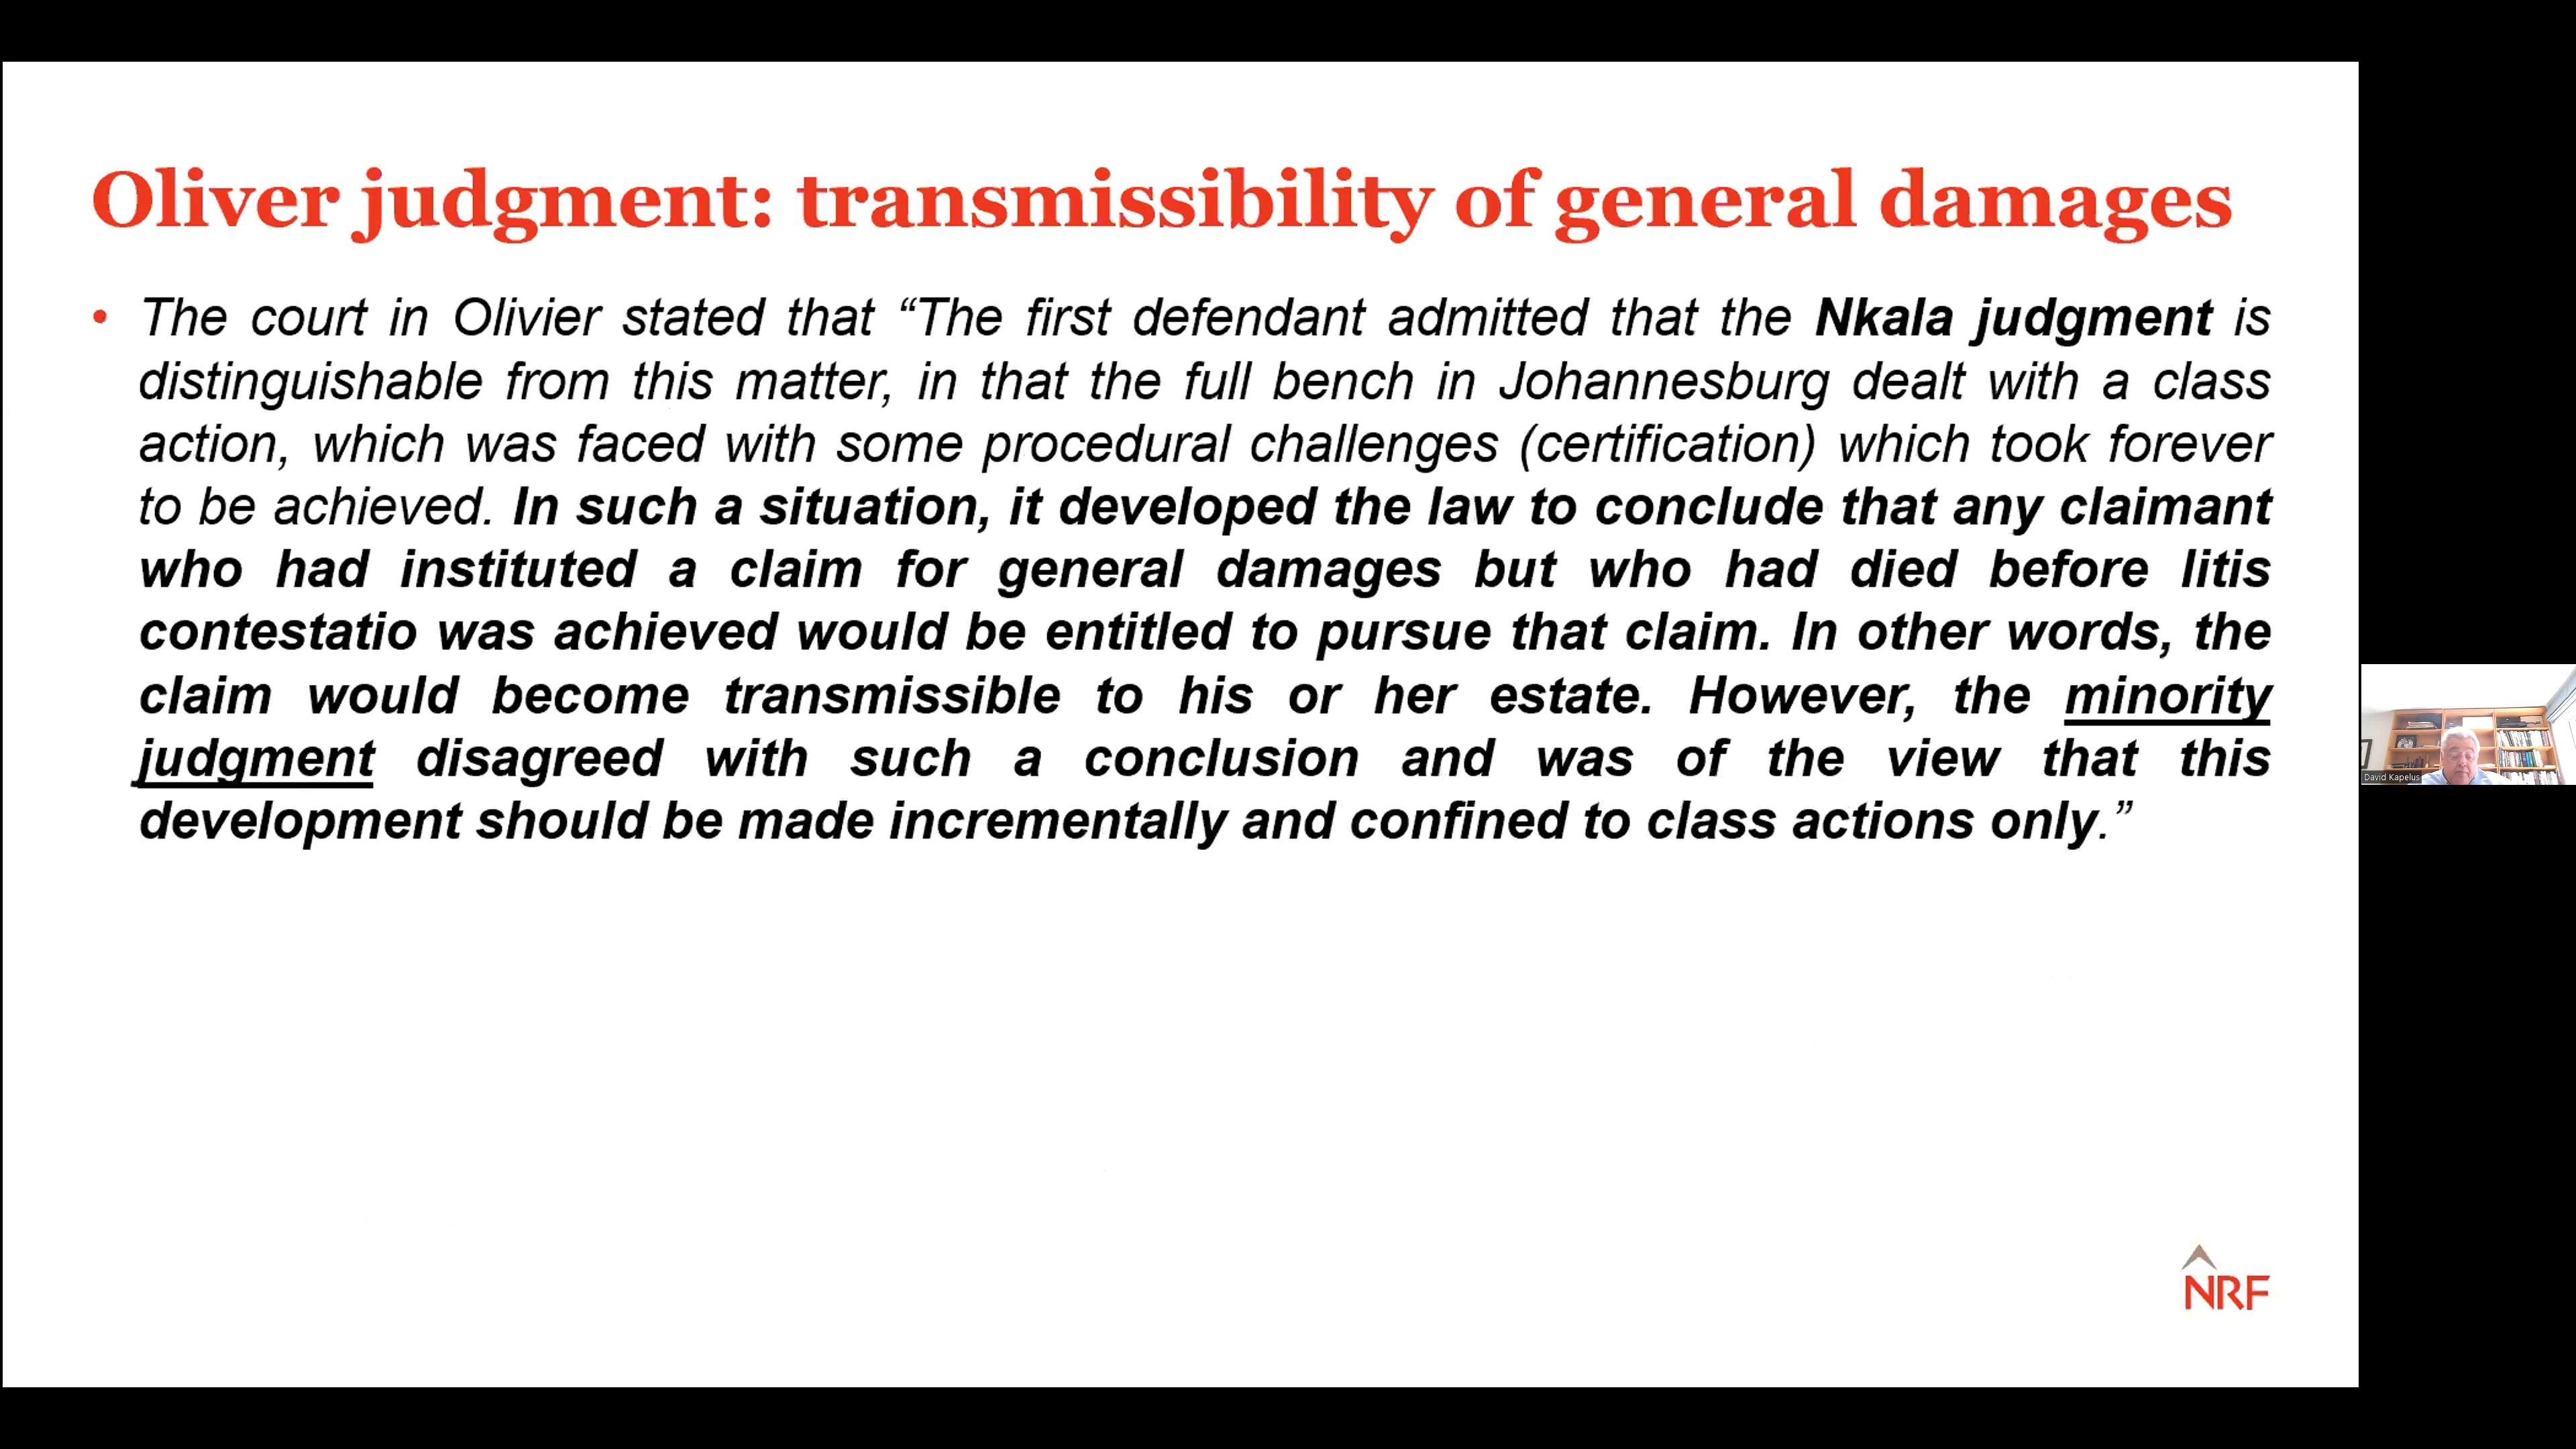 Oliver judgment: transmissibility of general damages
• The court in Olivier stated that “The first defendant admitted that the Nkala judgment is
distinguishable from this matter, in that the full bench in Johannesburg dealt with a class
action, which was faced with some procedural challenges (certification) which took forever
to be achieved. In such a situation, it developed the law to conclude that any claimant
who had instituted a claim for general damages but who had died before litis
contestatio was achieved would be entitled to pursue that claim. In other words, the
claim would become transmissible to his or her estate. However, the minority
judgment disagreed with such a conclusion and was of the view that this
development should be made incrementally and confined to class actions only.”
David Kapelus
NRF